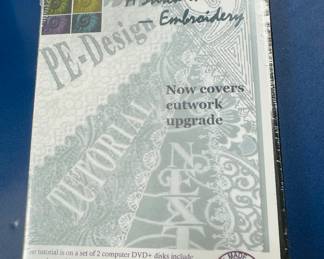 Embroidery
PE-Design
Now covers
cutwork
upgrade
TUTORIAL
NEXT
tutorial is on a set of 2 computer DVD+ disks include
MADE